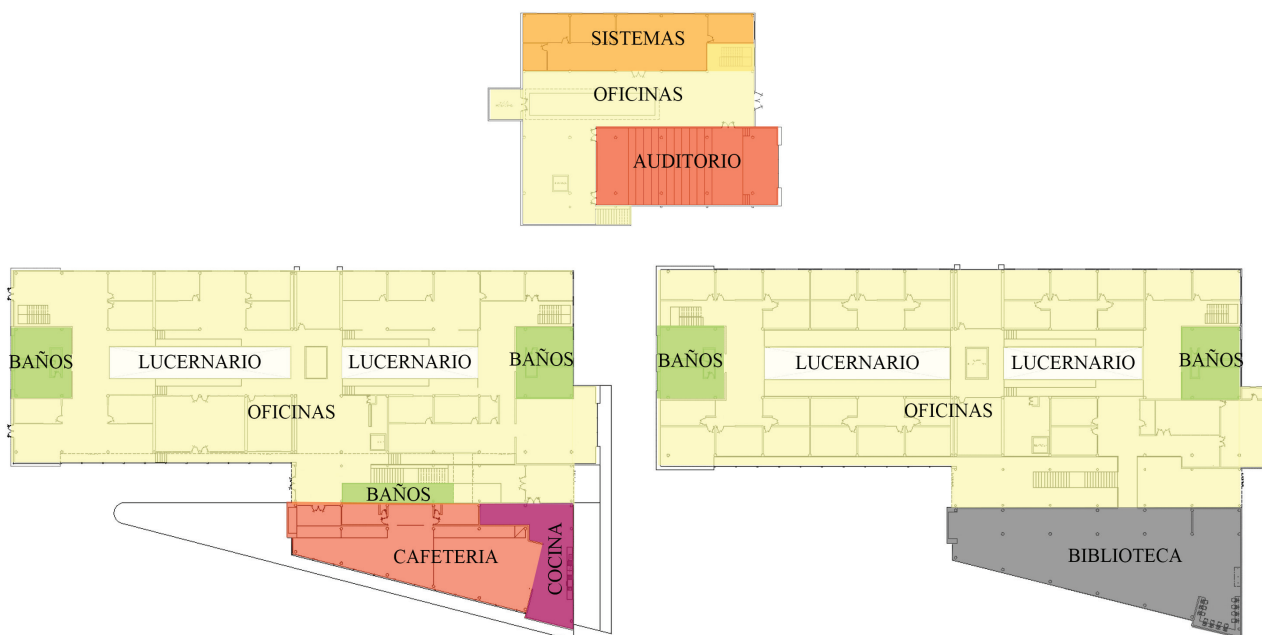 SISTEMAS
OFICINAS
AUDITORIO
BAÑOS
LUCERNARIO
LUCERNARIO
BAÑOS
OFICINAS
BAÑOS
CAFETERIA
COCINA
BAÑOS
LUCERNARIO
LUCERNARIO
BAÑOS
OFICINAS
BIBLIOTECA